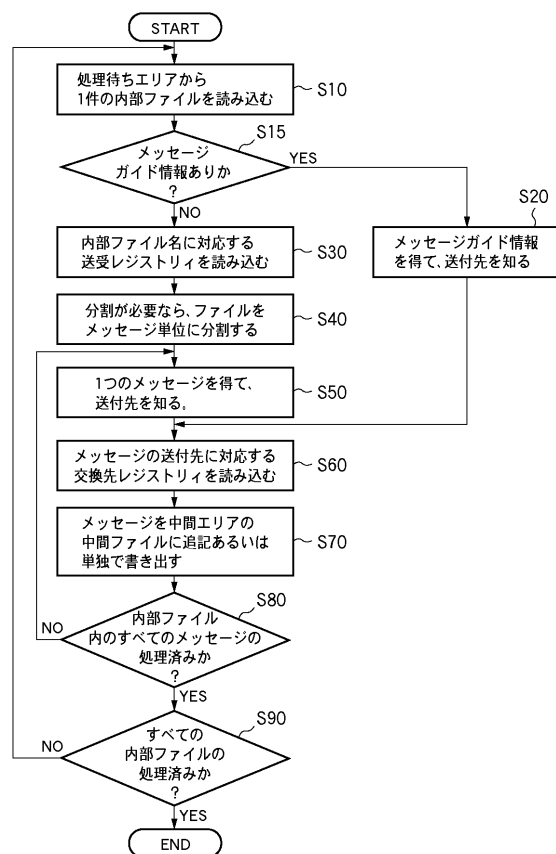 START
処理待ちエリアから
1件の内部ファイルを読み込む
S10
S15
メッセージ
ガイド情報ありか
?
YES
NO
S20
メッセージガイド情報
を得て、送付先を知る
内部ファイル名に対応する
送受レジストリィを読み込む
S30
分割が必要なら、ファイルを
メッセージ単位に分割する
S40
1つのメッセージを得て、
送付先を知る。
S50
メッセージの送付先に対応する
交換先レジストリィを読み込む
S60
メッセージを中間エリアの
中間ファイルに追記あるいは
単独で書き出す
S70
S80
内部ファイル
内のすべてのメッセージの
処理済みか
?
NO
YES
S90
すべての
内部ファイルの
処理済みか
?
NO
YES
END